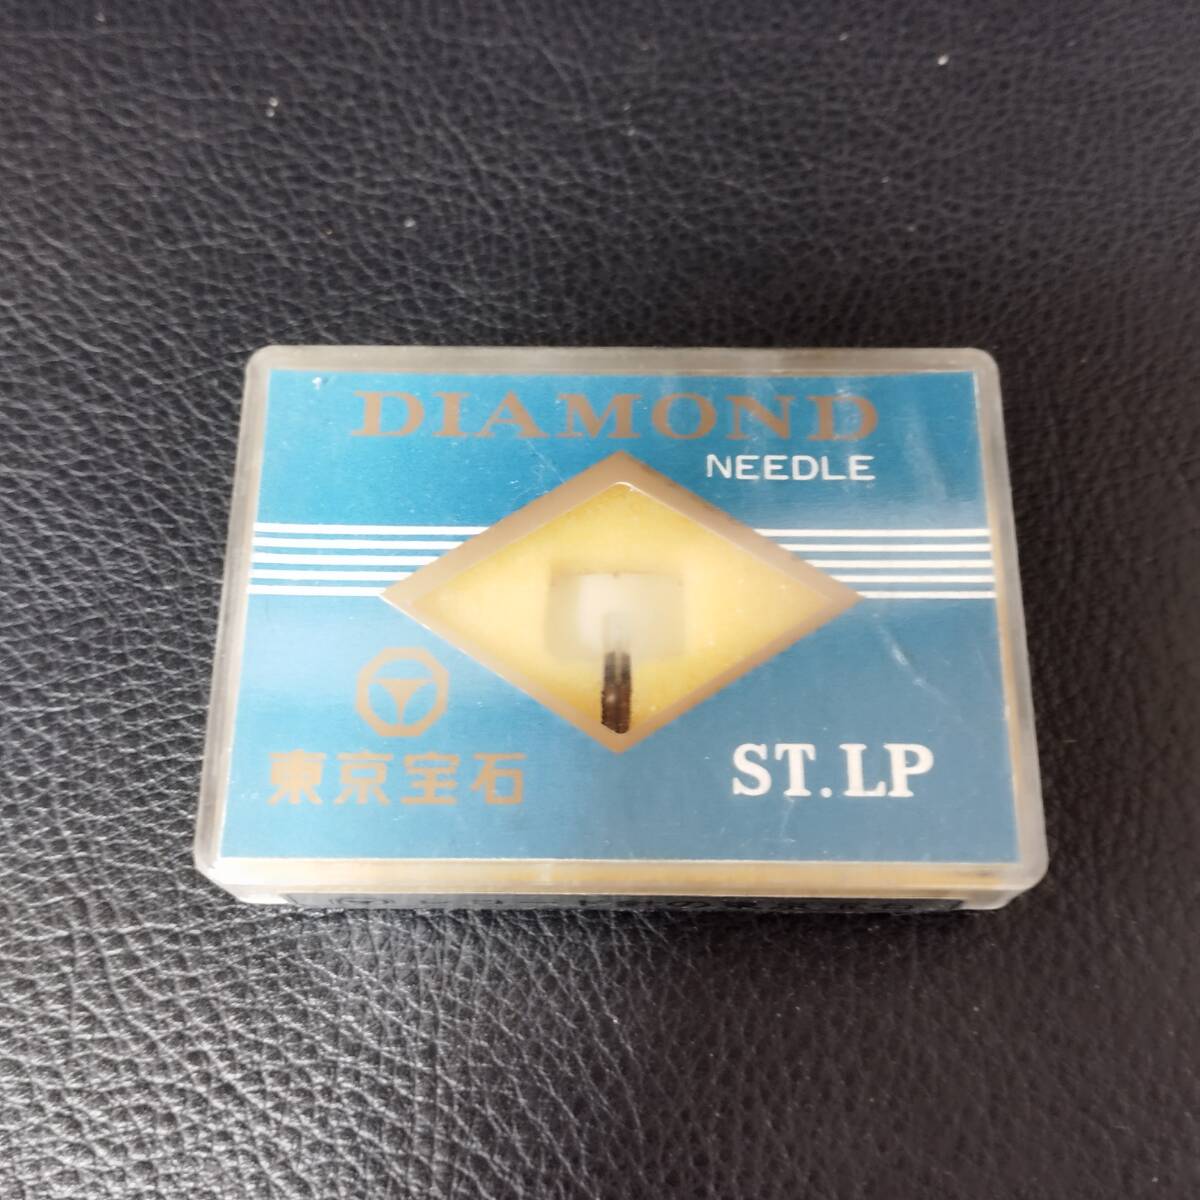 DIAMOND
NEEDLE
東京宝石
ST.LP